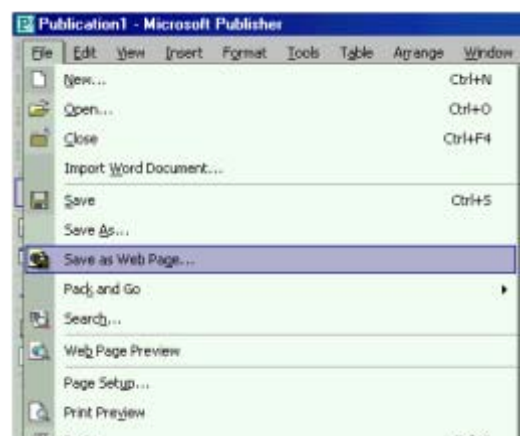 Publication1 - Microsoft Publisher
File Edit View Insert Format Tools Table Arrange Window
New... Ctrl+N
Open... Ctrl+O
Close Ctrl+F4
Import Word Document...
Save Ctrl+S
Save As...
Save as Web Page...
Pack and Go
Search...
Web Page Preview
Page Setup...
Print Preview